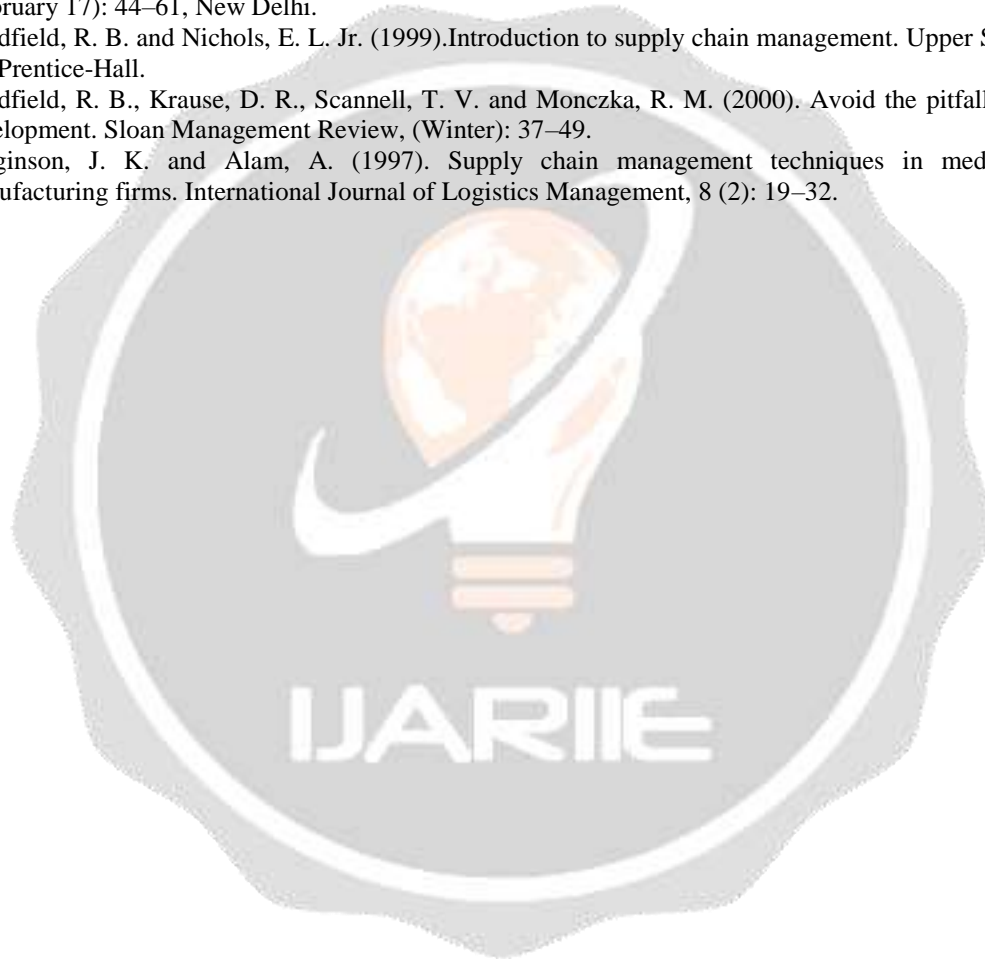 ruary 17): 44–61, New Delhi.
dfield, R. B. and Nichols, E. L. Jr. (1999).Introduction to supply chain management. Upper S
Prentice-Hall.
dfield, R. B., Krause, D. R., Scannell, T. V. and Monczka, R. M. (2000). Avoid the pitfall
elopment. Sloan Management Review, (Winter): 37–49.
ginson, J. K. and Alam, A. (1997). Supply chain management techniques in med
ufacturing firms. International Journal of Logistics Management, 8 (2): 19–32.
IJARIIE